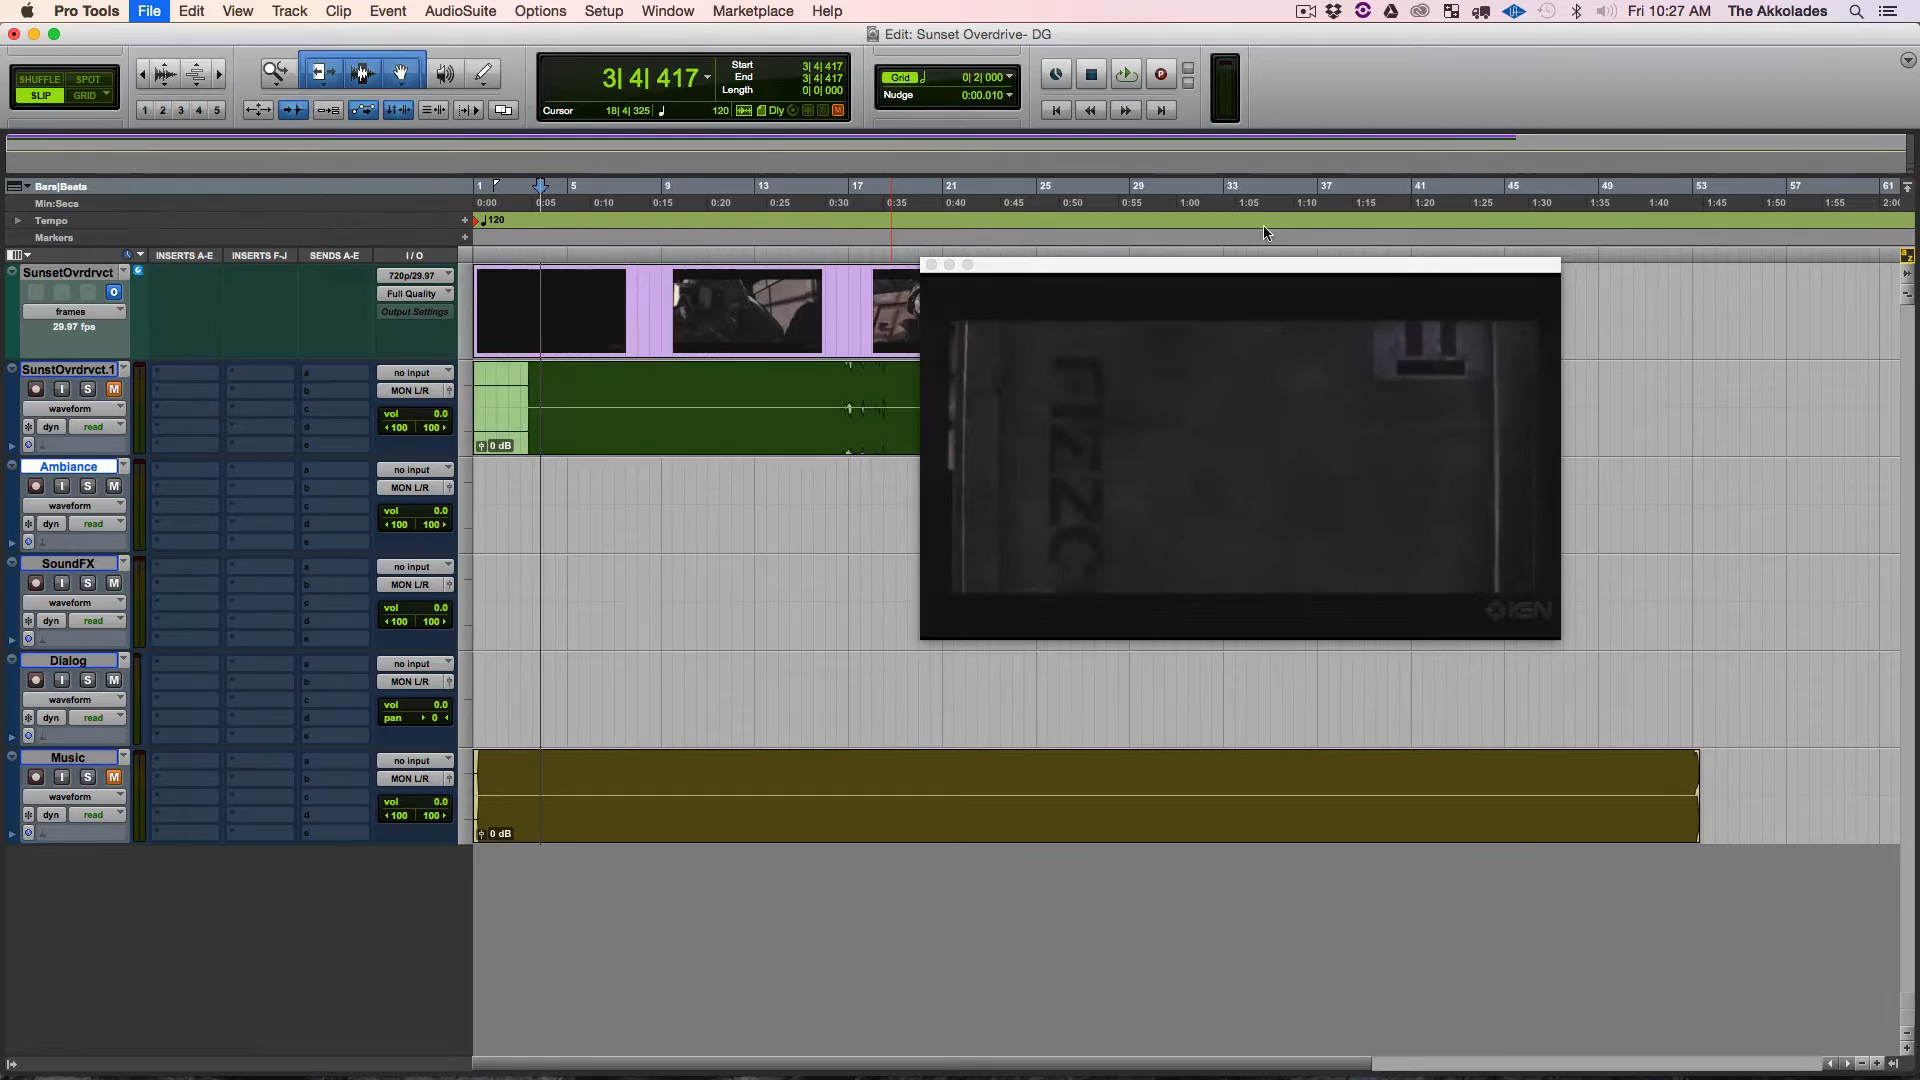 Pro Tools File Edit View Track Clip Event AudioSuite Options Setup Window Marketplace Help Fri 10:27 AM The Akkolades
Edit: Sunset Overdrive- DG
SHUFFLE SPOT
SLIP GRID
1 2 3 4 5
3| 4| 417
Start 3| 4| 417
End 3| 4| 417
Length 0| 0| 000
Cursor 18| 4| 325 120 Dly M
Grid 0| 2| 000
Nudge 0:00.010
Bars|Beats 1 5 9 13 17 21 25 29 33 37 41 45 49 53 57 61
Min:Secs 0:00 0:05 0:10 0:15 0:20 0:25 0:30 0:35 0:40 0:45 0:50 0:55 1:00 1:05 1:10 1:15 1:20 1:25 1:30 1:35 1:40 1:45 1:50 1:55 2:00
Tempo 120
Markers
INSERTS A-E INSERTS F-J SENDS A-E I / O
SunsetOvrdrvct 720p/29.97
O Full Quality
frames Output Settings
29.97 fps
SunstOvrdrvct.1 a no input
I S M b MON L/R
waveform c vol 0.0
dyn read d 100 100
e 0 dB
Ambiance a no input
I S M b MON L/R
waveform c vol 0.0
dyn read d 100 100
e
SoundFX a no input
I S M b MON L/R
waveform c vol 0.0
dyn read d 100 100
e
Dialog a no input
I S M b MON L/R
waveform c vol 0.0
dyn read d pan 0
e
Music a no input
I S M b MON L/R
waveform c vol 0.0
dyn read d 100 100
e 0 dB
FIZZC
IGN